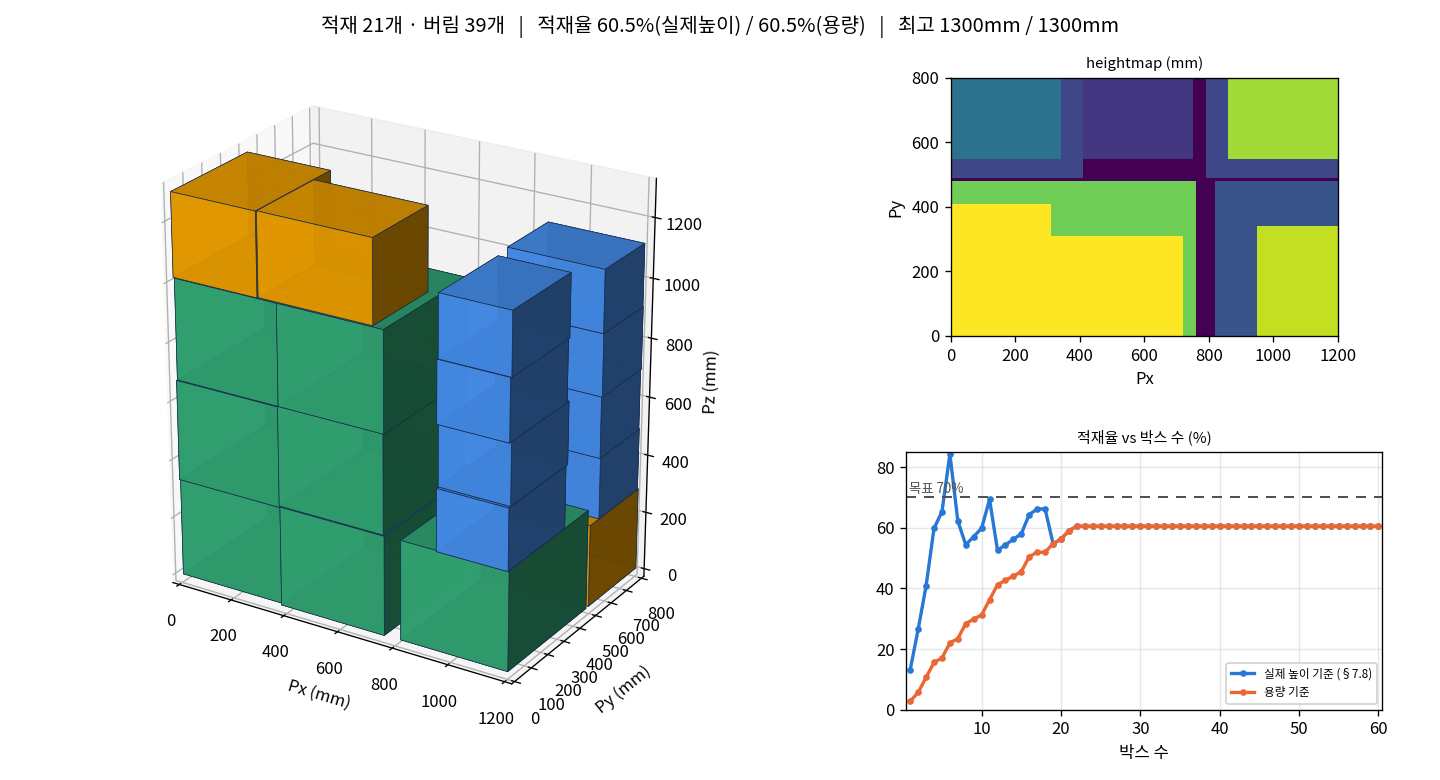 적재 21개 · 버림 39개 | 적재율 60.5%(실제높이) / 60.5%(용량) | 최고 1300mm / 1300mm
heightmap (mm)
800
600
400
200
0
Py
0 200 400 600 800 1000 1200
Px
1200
1000
800
600
400
200
0
Pz (mm)
0 200 400 600 800 1000 1200
Px (mm)
0 100 200 300 400 500 600 700 800
Py (mm)
적재율 vs 박스 수 (%)
80
60
40
20
0
목표 70%
실제 높이 기준 (§7.8)
용량 기준
10 20 30 40 50 60
박스 수